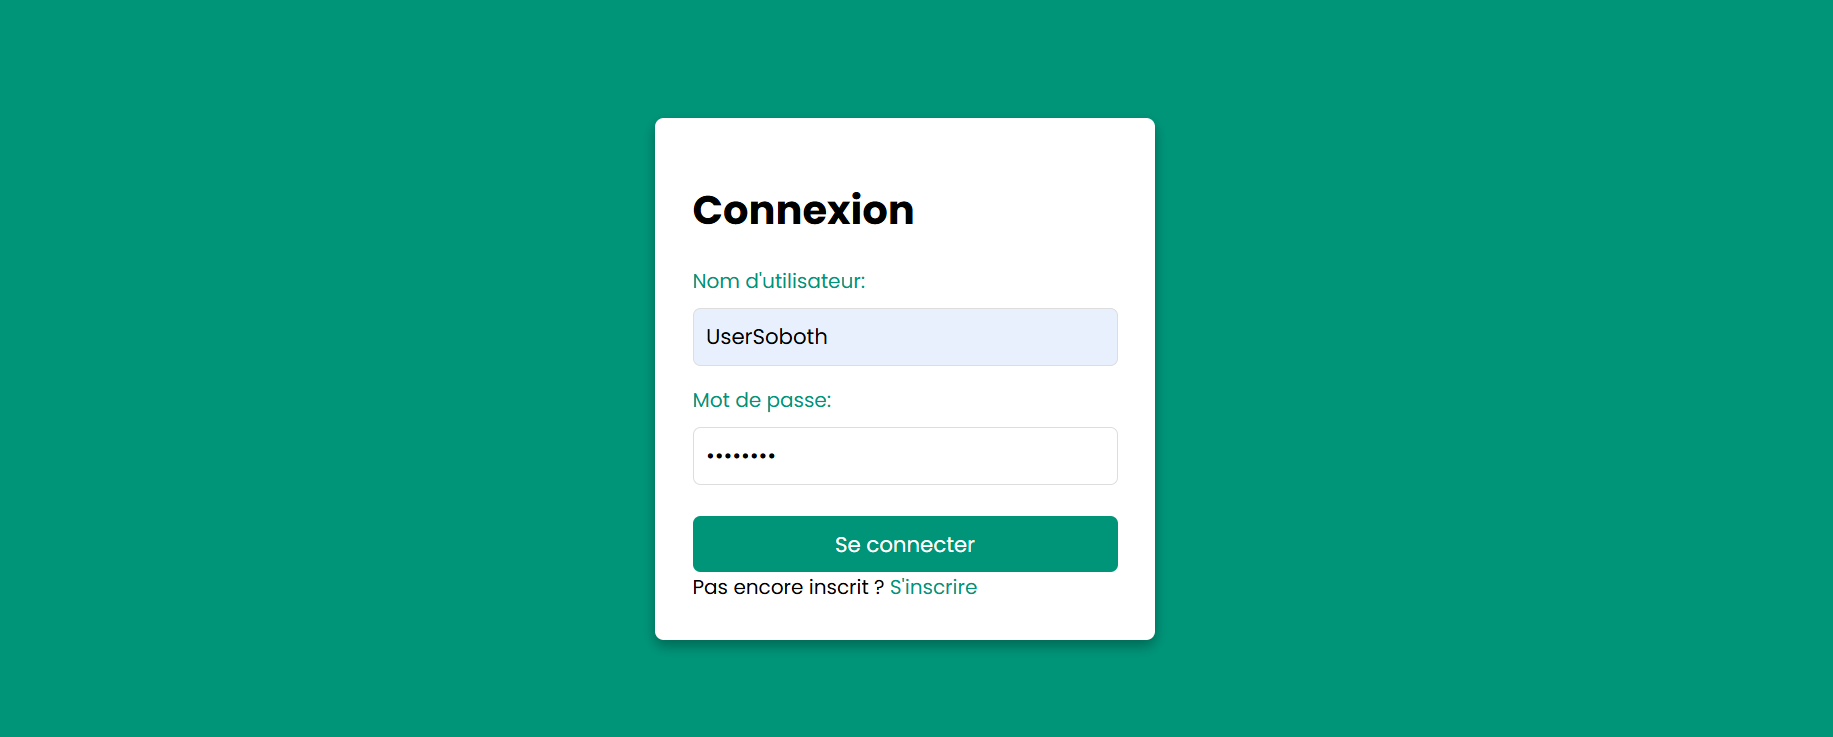 Connexion
Nom d'utilisateur:
UserSoboth
Mot de passe:
••••••••
Se connecter
Pas encore inscrit ? S'inscrire